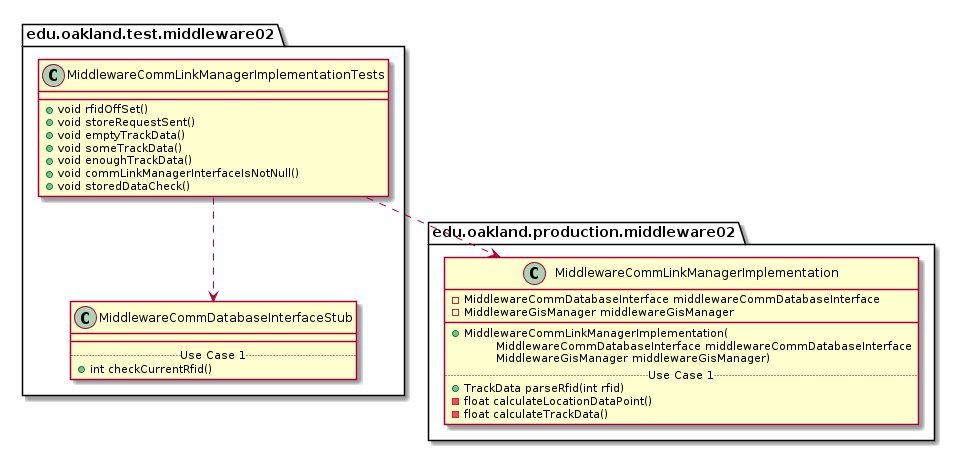 edu.oakland.test.middleware02
C MiddlewareCommLinkManagerImplementationTests
void rfidOffSet()
void storeRequestSent()
void emptyTrackData()
void someTrackData()
void enoughTrackData()
void commLinkManagerInterfaceIsNotNull()
void storedDataCheck()
C MiddlewareCommDatabaseInterfaceStub
Use Case 1
int checkCurrentRfid()
edu.oakland.production.middleware02
C MiddlewareCommLinkManagerImplementation
MiddlewareCommDatabaseInterface middlewareCommDatabaseInterface
MiddlewareGisManager middlewareGisManager
MiddlewareCommLinkManagerImplementation(
MiddlewareCommDatabaseInterface middlewareCommDatabaseInterface
MiddlewareGisManager middlewareGisManager)
Use Case 1
TrackData parseRfid(int rfid)
float calculateLocationDataPoint()
float calculateTrackData()